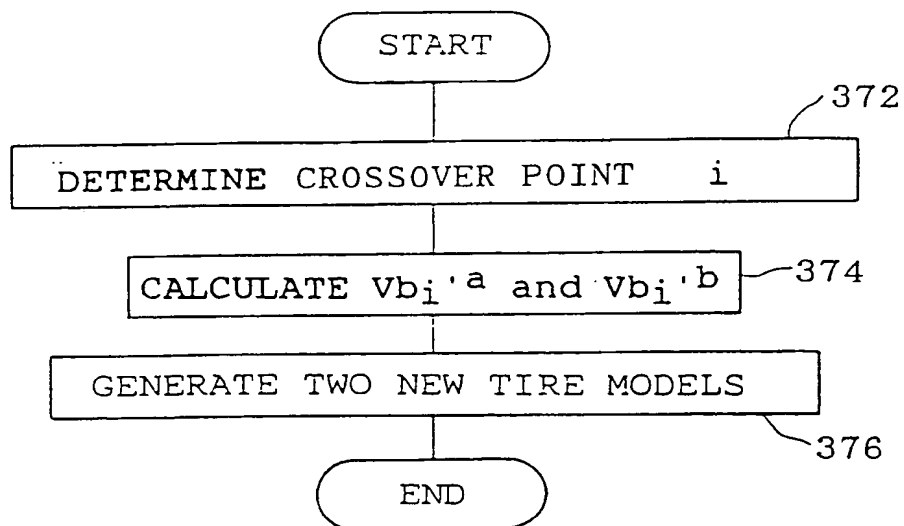 START
372
DETERMINE CROSSOVER POINT i
CALCULATE Vbi'a and Vbi'b
374
GENERATE TWO NEW TIRE MODELS
376
END